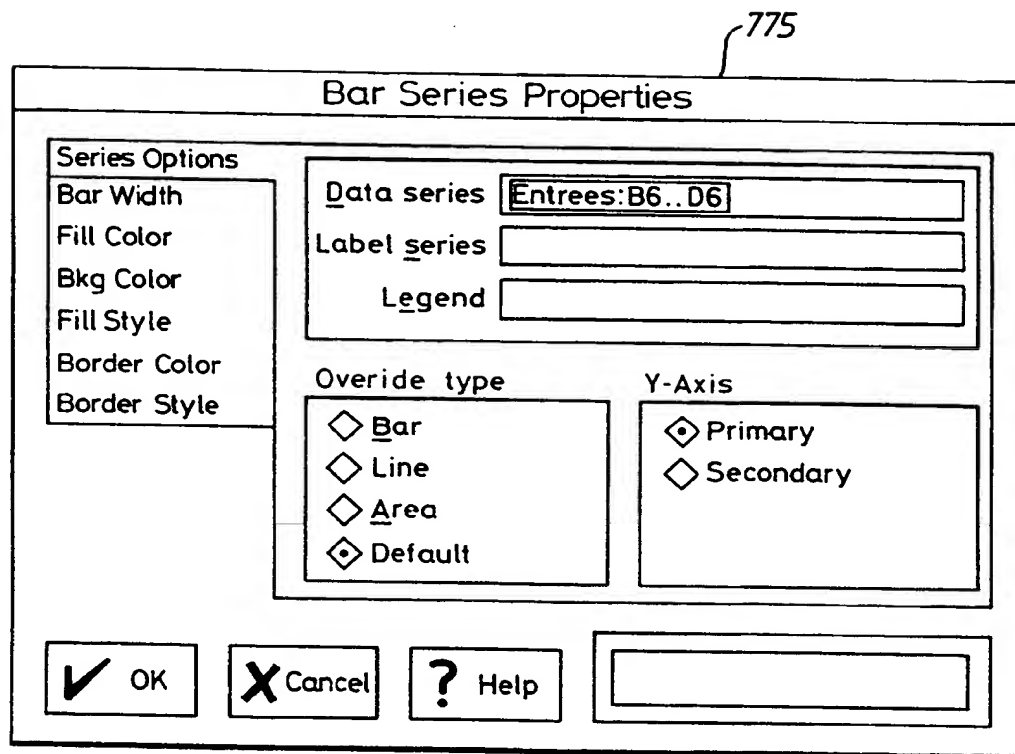 775
Bar Series Properties
Series Options
Bar Width
Fill Color
Bkg Color
Fill Style
Border Color
Border Style
Data series Entrees:B6..D6
Label series
Legend
Overide type
Bar
Line
Area
Default
Y-Axis
Primary
Secondary
OK
Cancel
? Help